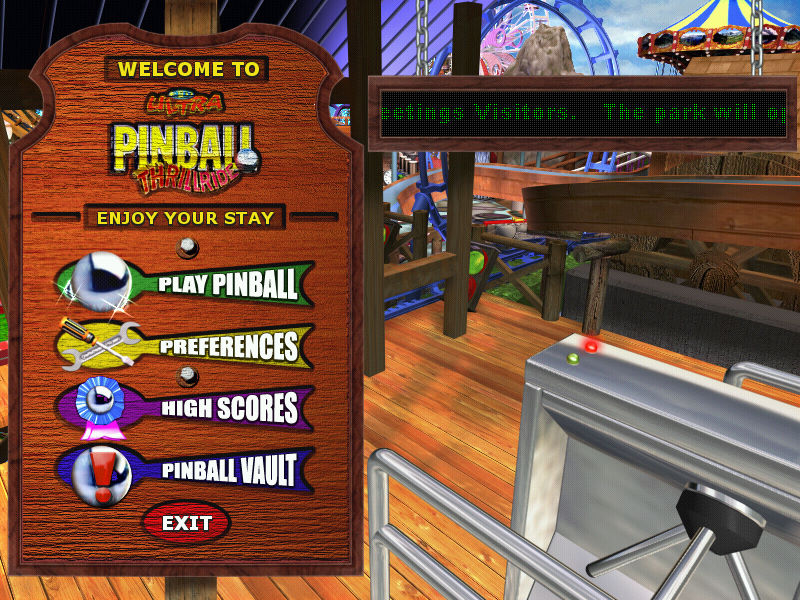 WELCOME TO
ULTRA
PINBALL
THRILLRIDE
ENJOY YOUR STAY
PLAY PINBALL
PREFERENCES
HIGH SCORES
PINBALL VAULT
EXIT
eetings Visitors. The park will op